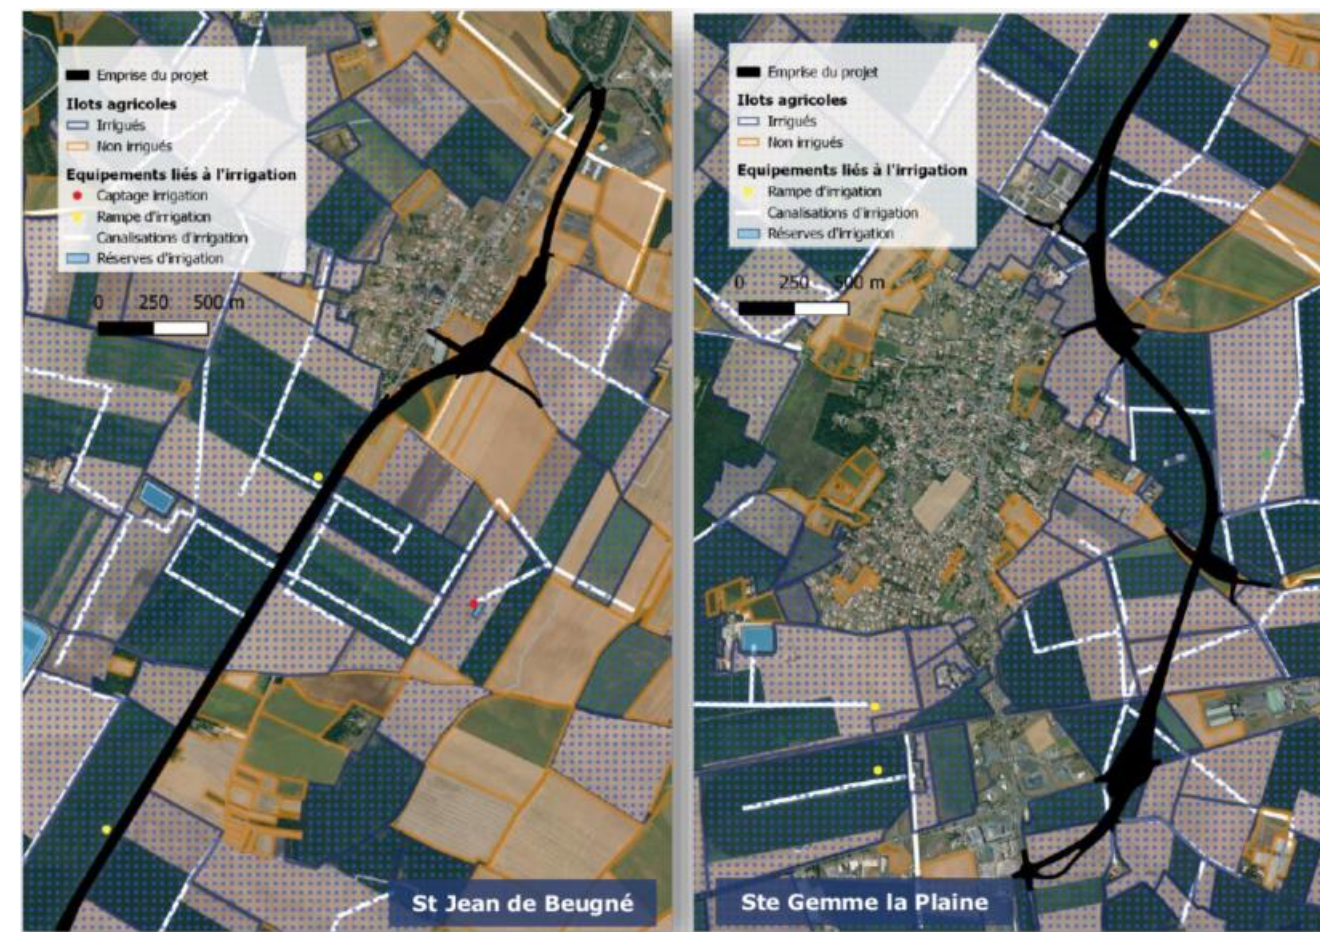 Emprise du projet
Ilots agricoles
Irrigués
Non irrigués
Equipements liés à l'irrigation
Captage irrigation
Rampe d'irrigation
Canalisations d'irrigation
Réserves d'irrigation
0 250 500 m
St Jean de Beugné
Emprise du projet
Ilots agricoles
Irrigués
Non irrigués
Equipements liés à l'irrigation
Rampe d'irrigation
Canalisations d'irrigation
Réserves d'irrigation
0 250 500 m
Ste Gemme la Plaine